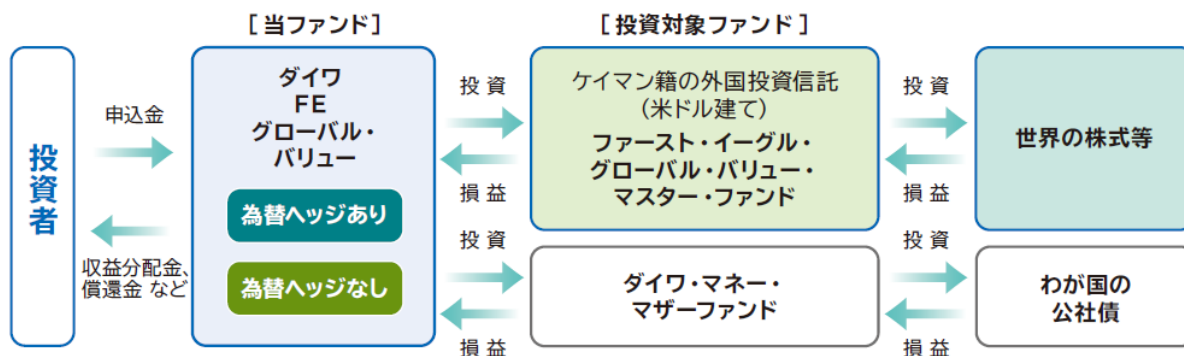 [ 当ファンド ]
[ 投資対象ファンド ]
投資者
申込金
収益分配金、
償還金 など
ダイワ
FE
グローバル・
バリュー
為替ヘッジあり
為替ヘッジなし
投 資
損 益
投 資
損 益
ケイマン籍の外国投資信託
(米ドル建て)
ファースト・イーグル・
グローバル・バリュー・
マスター・ファンド
ダイワ・マネー・
マザーファンド
投 資
損 益
投 資
損 益
世界の株式等
わが国の
公社債